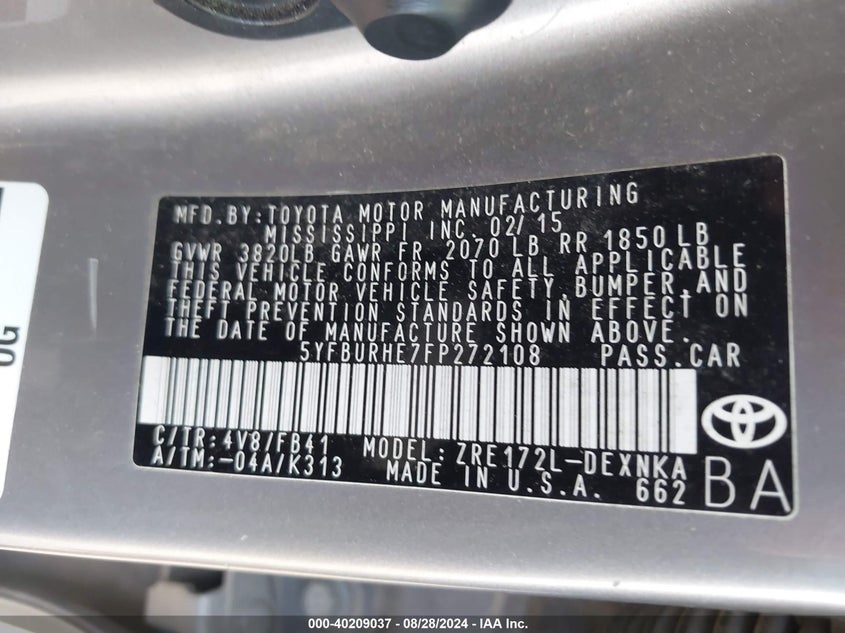 MFD.BY:TOYOTA MOTOR MANUFACTURING
MISSISSIPPI INC. 02/15
GVWR 3820LB GAWR FR 2070 LB RR 1850LB
THIS VEHICLE CONFORMS TO ALL APPLICABLE
FEDERAL MOTOR VEHICLE SAFETY,BUMPER,AND
THEFT PREVENTION STANDARDS IN EFFECT ON
THE DATE OF MANUFACTURE SHOWN ABOVE.
5YFBURHE7FP272108 PASS.CAR
C/TR:4V8/FB41 MODEL:ZRE172L-DEXNKA
A/TM:-04A/K313 MADE IN U.S.A. 662 BA
OG
000-40209037 - 08/28/2024 - IAA Inc.